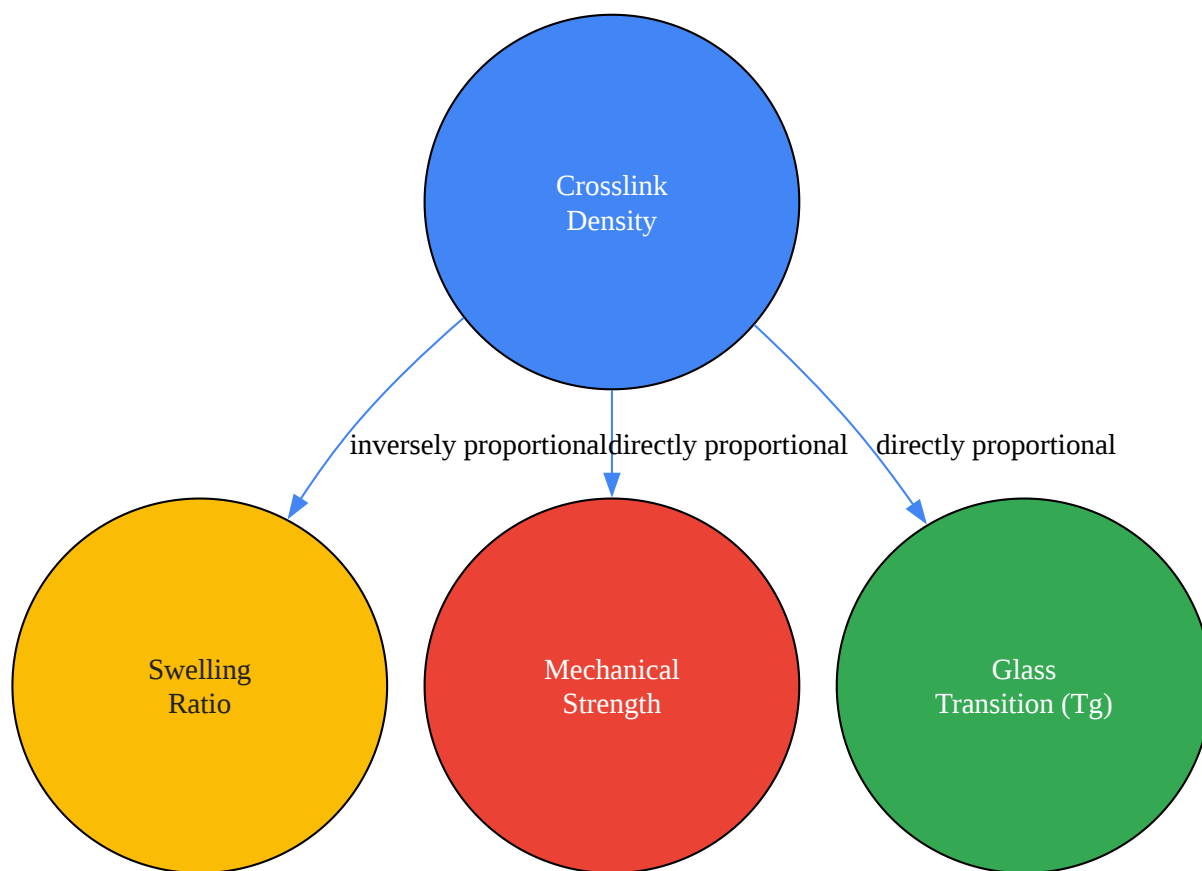 Crosslink
Density
inversely proportional
directly proportional
directly proportional
Swelling
Ratio
Mechanical
Strength
Glass
Transition (Tg)